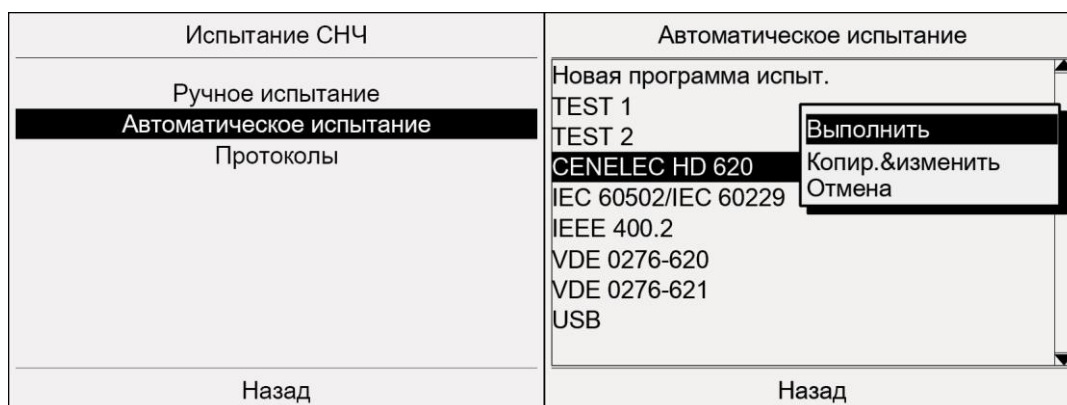 Испытание СНЧ
Ручное испытание
Автоматическое испытание
Протоколы
Назад
Автоматическое испытание
Новая программа испыт.
TEST 1
TEST 2
CENELEC HD 620
IEC 60502/IEC 60229
IEEE 400.2
VDE 0276-620
VDE 0276-621
USB
Выполнить
Копир.&изменить
Отмена
Назад